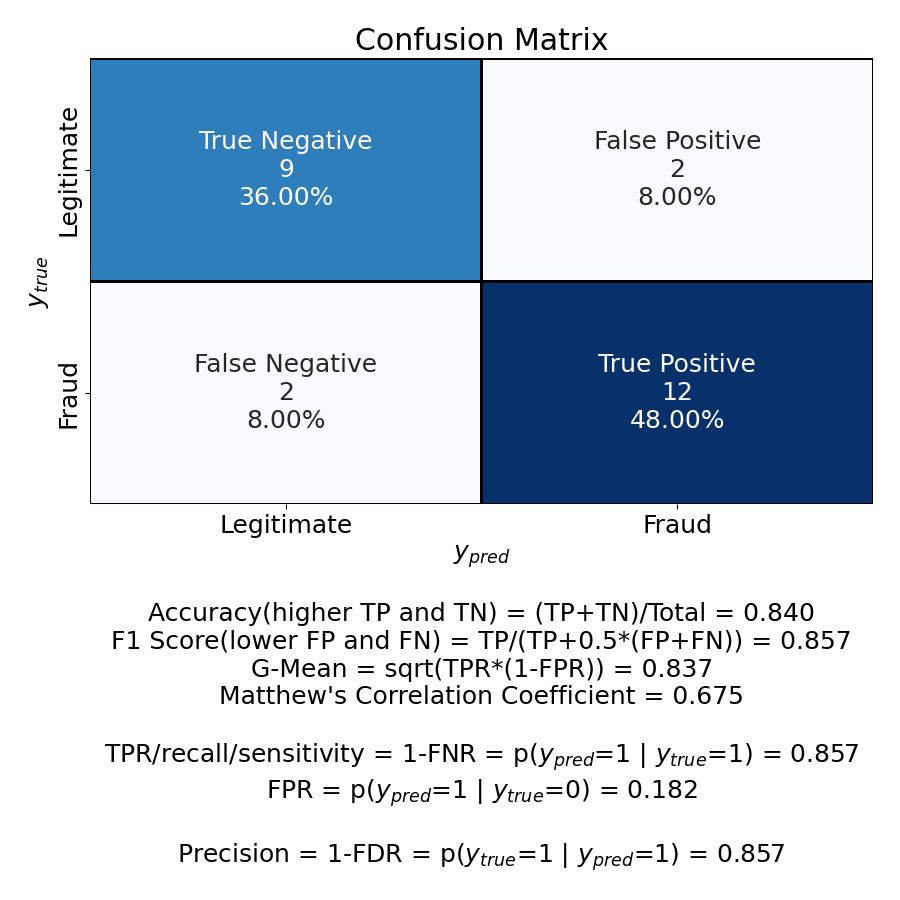 Confusion Matrix
Legitimate
True Negative
9
36.00%
False Positive
2
8.00%
y_true
Fraud
False Negative
2
8.00%
True Positive
12
48.00%
Legitimate
Fraud
y_pred
Accuracy(higher TP and TN) = (TP+TN)/Total = 0.840
F1 Score(lower FP and FN) = TP/(TP+0.5*(FP+FN)) = 0.857
G-Mean = sqrt(TPR*(1-FPR)) = 0.837
Matthew's Correlation Coefficient = 0.675
TPR/recall/sensitivity = 1-FNR = p(y_pred=1 | y_true=1) = 0.857
FPR = p(y_pred=1 | y_true=0) = 0.182
Precision = 1-FDR = p(y_true=1 | y_pred=1) = 0.857